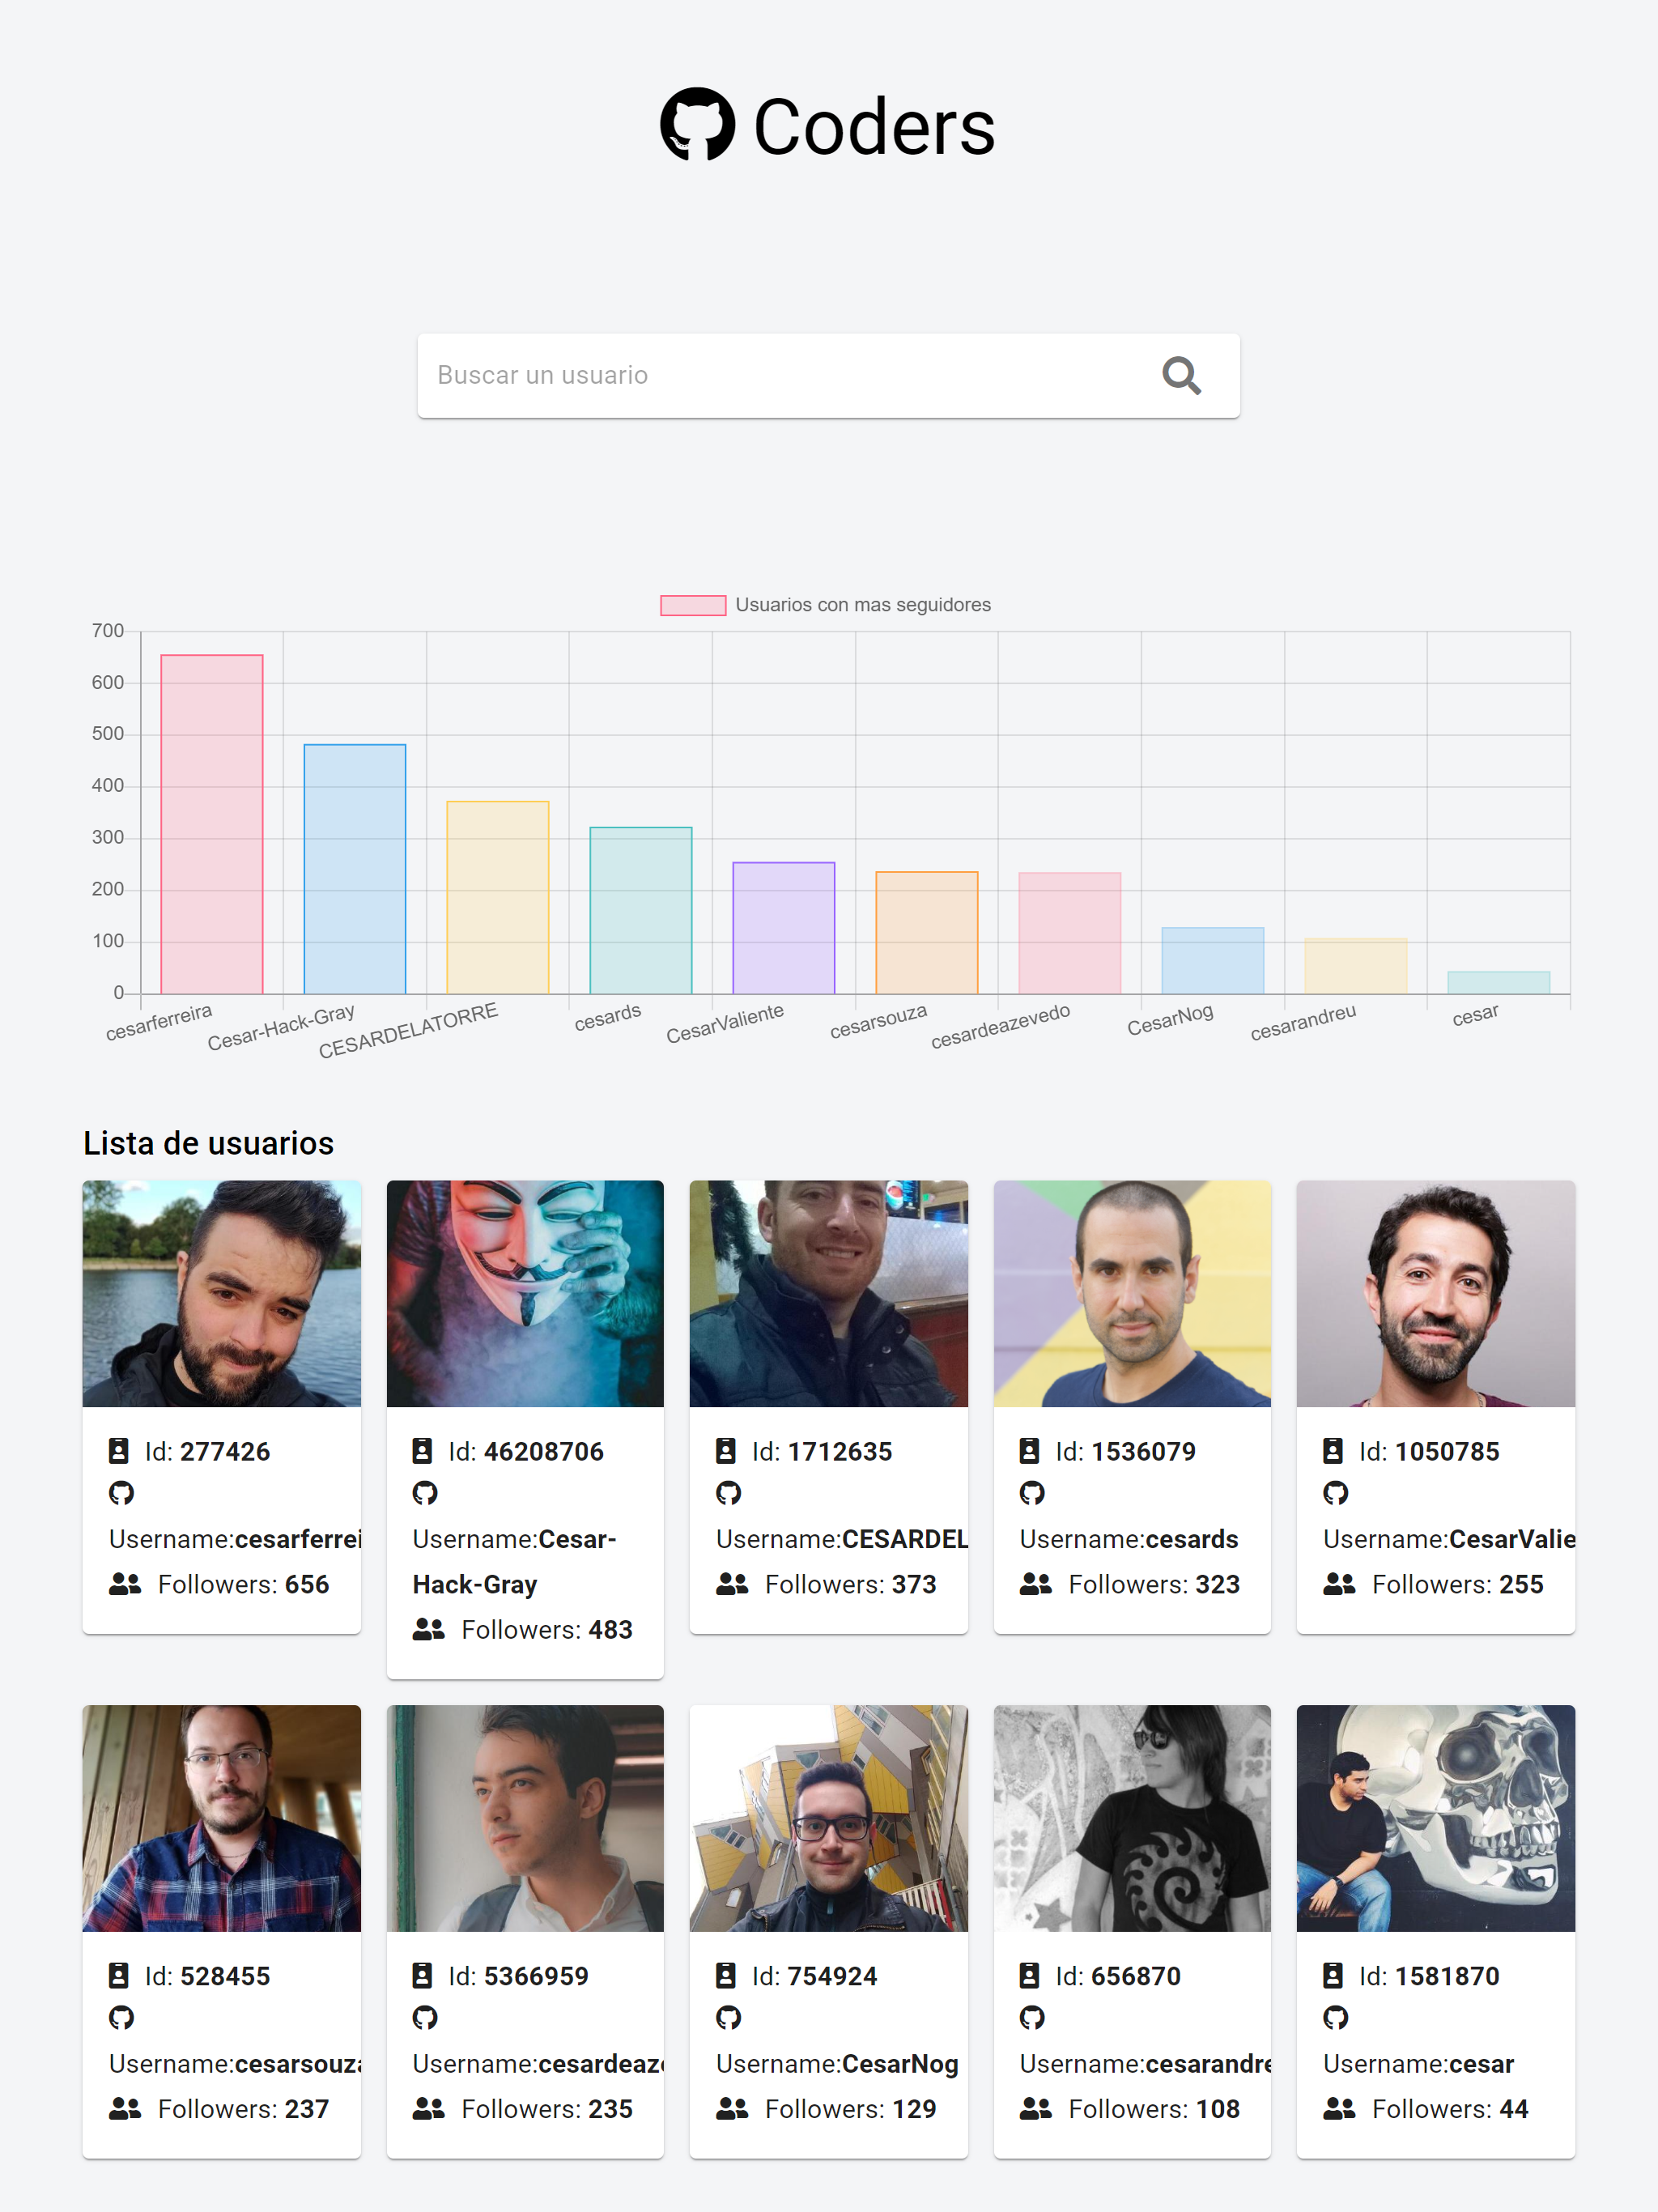 Coders
Buscar un usuario
Usuarios con mas seguidores
700
600
500
400
300
200
100
0
cesarferreira
Cesar-Hack-Gray
CESARDELATORRE
cesards
CesarValiente
cesarsouza
cesardeazevedo
CesarNog
cesarandreu
cesar
Lista de usuarios
Id: 277426
Username:cesarferrei
Followers: 656
Id: 46208706
Username:Cesar-
Hack-Gray
Followers: 483
Id: 1712635
Username:CESARDEL
Followers: 373
Id: 1536079
Username:cesards
Followers: 323
Id: 1050785
Username:CesarValie
Followers: 255
Id: 528455
Username:cesarsouza
Followers: 237
Id: 5366959
Username:cesardeaze
Followers: 235
Id: 754924
Username:CesarNog
Followers: 129
Id: 656870
Username:cesarandre
Followers: 108
Id: 1581870
Username:cesar
Followers: 44